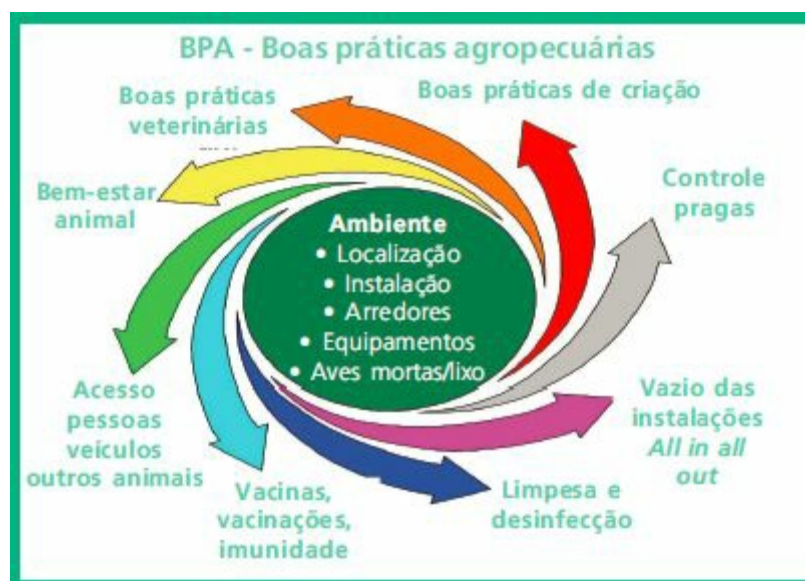 BPA - Boas práticas agropecuárias
Boas práticas
veterinárias
Boas práticas de criação
Bem-estar
animal
Controle
pragas
Ambiente
• Localização
• Instalação
• Arredores
• Equipamentos
• Aves mortas/lixo
Acesso
pessoas
veículos
outros animais
Vazio das
instalações
All in all
out
Vacinas,
vacinações,
imunidade
Limpesa e
desinfecção